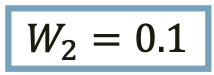 W₂ = 0.1